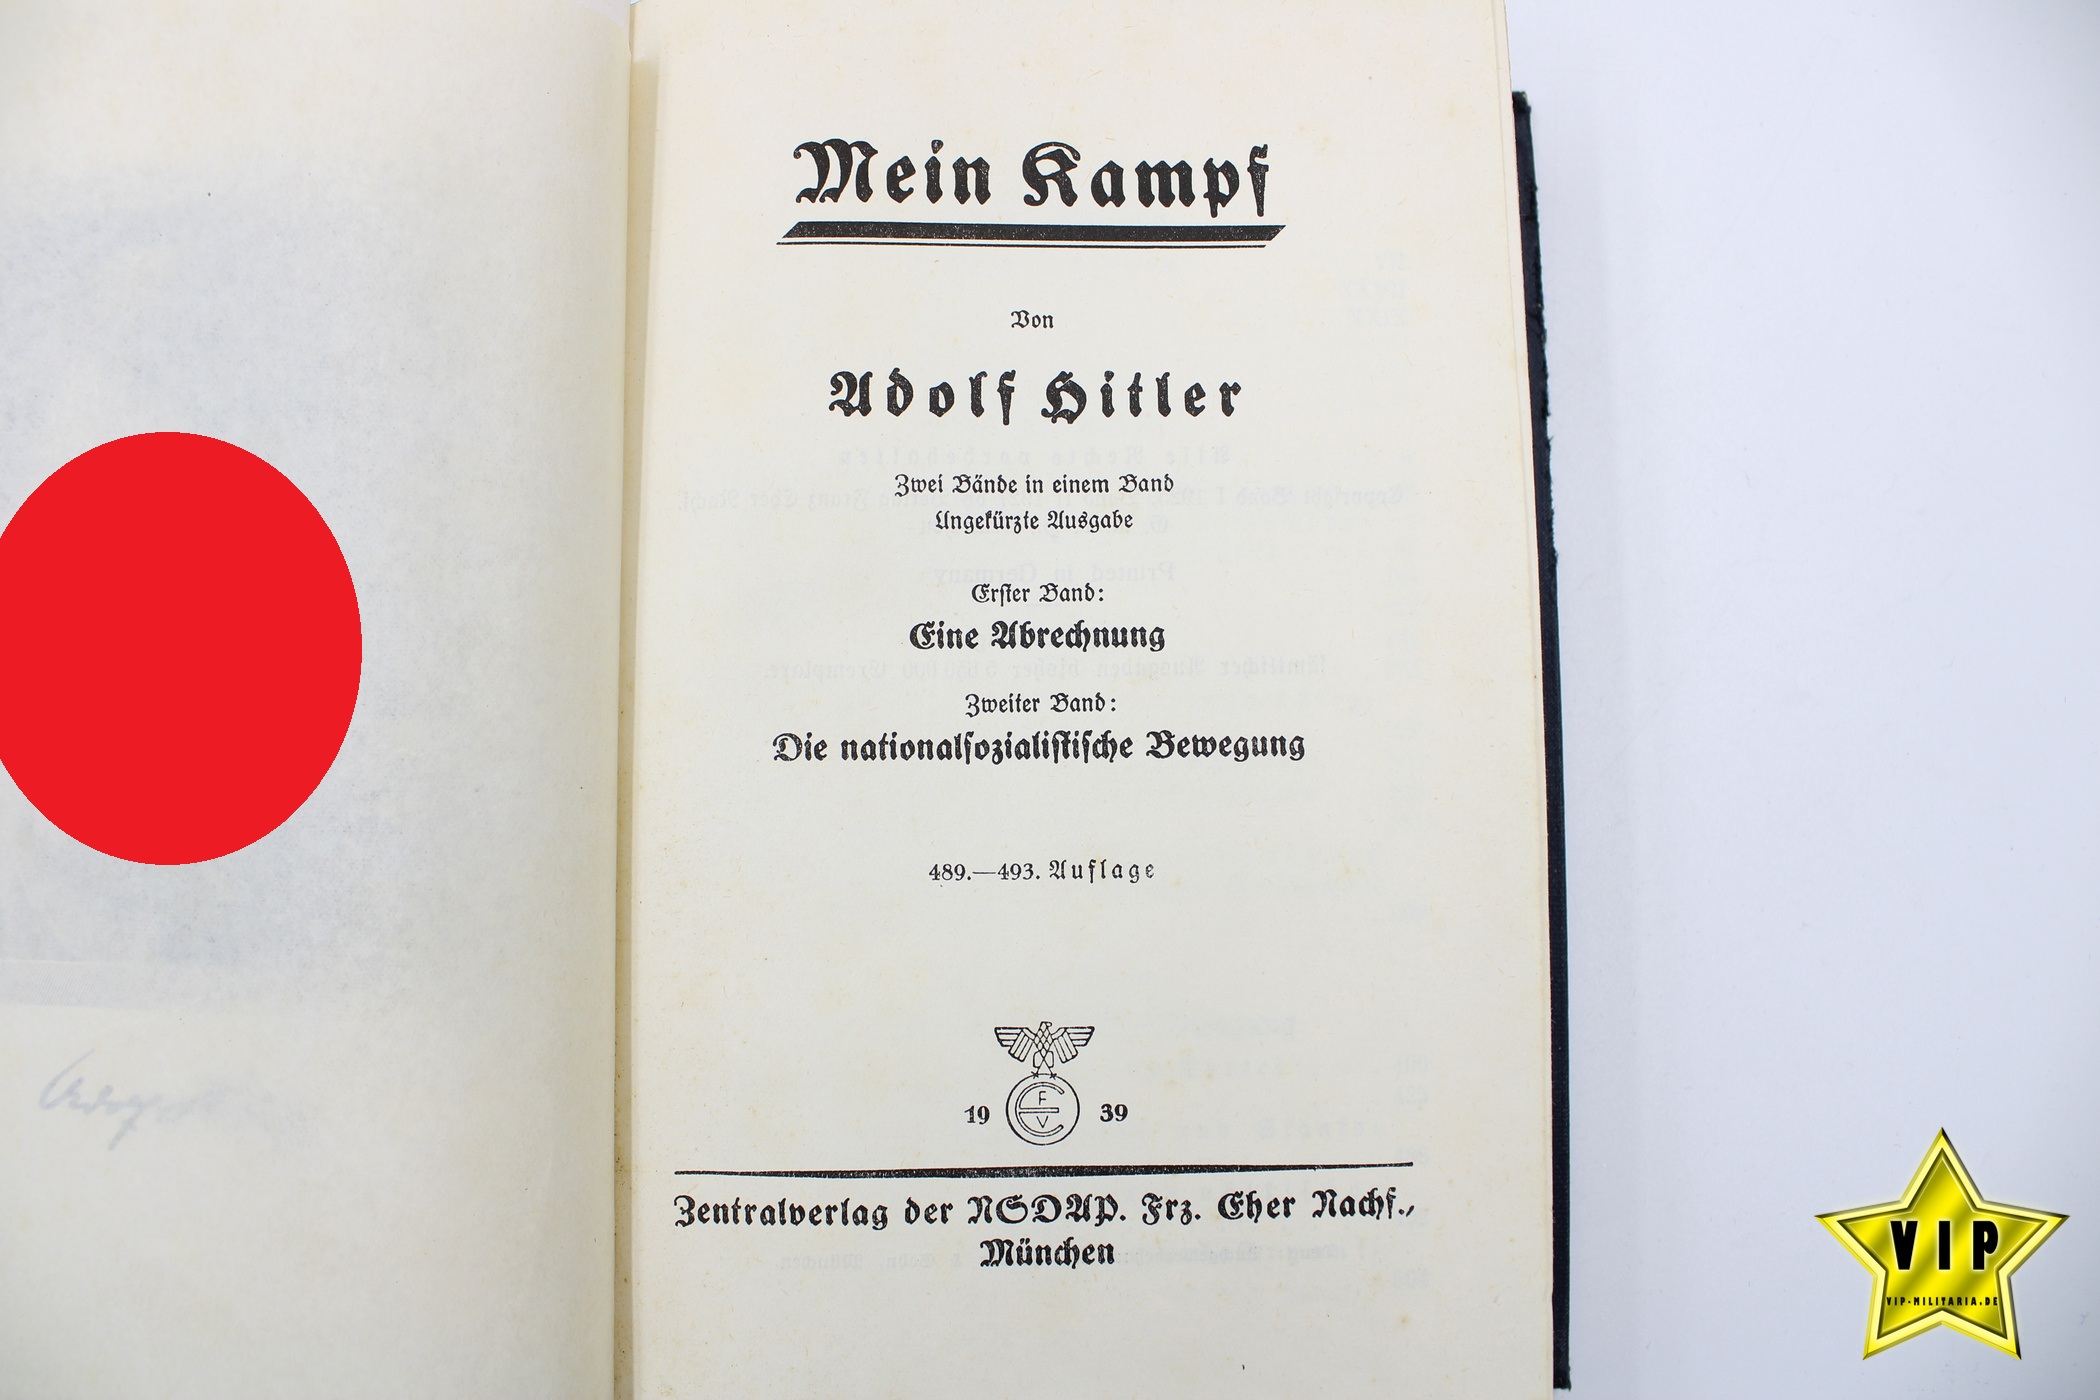 Mein Kampf
Von
Adolf Hitler
Zwei Bände in einem Band
Ungekürzte Ausgabe
Erster Band:
Eine Abrechnung
Zweiter Band:
Die nationalsozialistische Bewegung
489.—493. Auflage
F
E
V
19 39
Zentralverlag der NSDAP. Frz. Eher Nachf.,
München
VIP
VIP-MILITARIA.DE